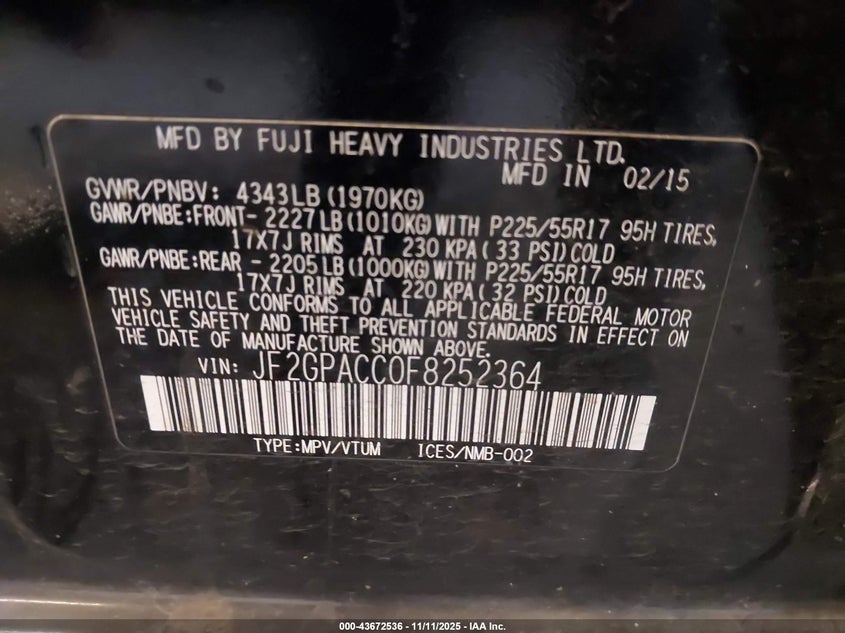 MFD BY FUJI HEAVY INDUSTRIES LTD.
MFD IN 02/15
GVWR/PNBV: 4343LB(1970KG)
GAWR/PNBE:FRONT- 2227LB(1010KG)WITH P225/55R17 95H TIRES,
17X7J RIMS AT 230 KPA( 33 PSI)COLD
GAWR/PNBE:REAR - 2205LB(1000KG)WITH P225/55R17 95H TIRES,
17X7J RIMS AT 220 KPA( 32 PSI)COLD
THIS VEHICLE CONFORMS TO ALL APPLICABLE FEDERAL MOTOR
VEHICLE SAFETY AND THEFT PREVENTION STANDARDS IN EFFECT ON
THE DATE OF MANUFACTURE SHOWN ABOVE.
VIN: JF2GPACC0F8252364
TYPE:MPV/VTUM ICES/NMB-002
000-43672536 - 11/11/2025 - IAA Inc.